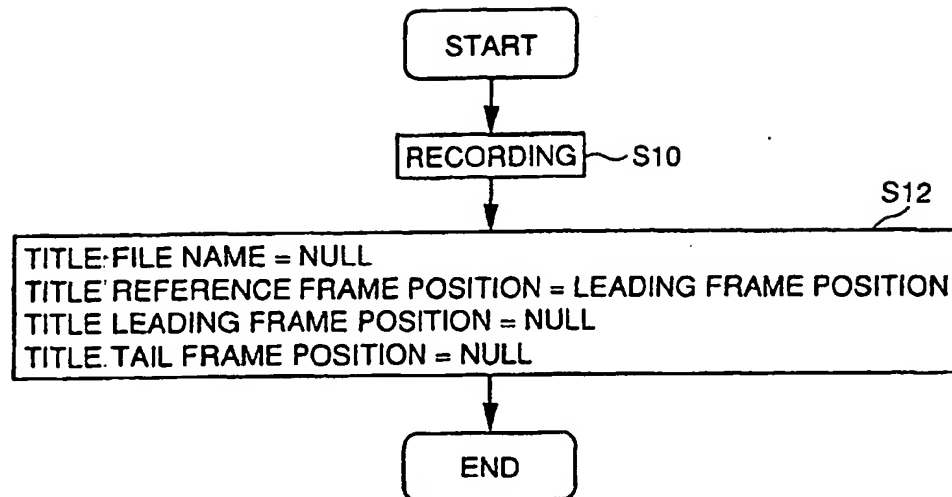 START
RECORDING S10
S12
TITLE: FILE NAME = NULL
TITLE' REFERENCE FRAME POSITION = LEADING FRAME POSITION
TITLE LEADING FRAME POSITION = NULL
TITLE. TAIL FRAME POSITION = NULL
END